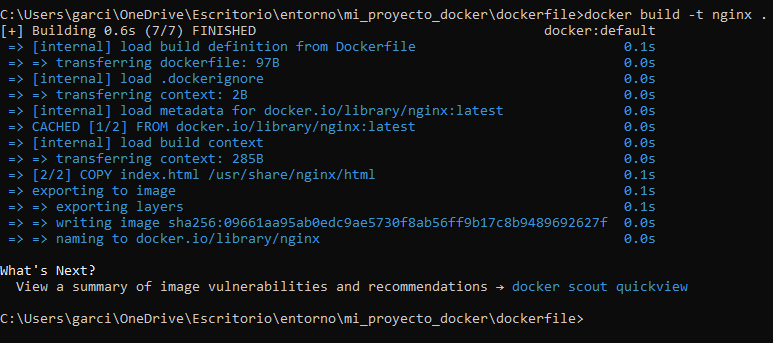 C:\Users\garci\OneDrive\Escritorio\entorno\mi_proyecto_docker\dockerfile>docker build -t nginx .
[+] Building 0.6s (7/7) FINISHED docker:default
=> [internal] load build definition from Dockerfile 0.1s
=> => transferring dockerfile: 97B 0.0s
=> [internal] load .dockerignore 0.0s
=> => transferring context: 2B 0.0s
=> [internal] load metadata for docker.io/library/nginx:latest 0.0s
=> CACHED [1/2] FROM docker.io/library/nginx:latest 0.0s
=> [internal] load build context 0.0s
=> => transferring context: 285B 0.0s
=> [2/2] COPY index.html /usr/share/nginx/html 0.1s
=> exporting to image 0.1s
=> => exporting layers 0.1s
=> => writing image sha256:09661aa95ab0edc9ae5730f8ab56ff9b17c8b9489692627f 0.0s
=> => naming to docker.io/library/nginx 0.0s
What's Next?
View a summary of image vulnerabilities and recommendations → docker scout quickview
C:\Users\garci\OneDrive\Escritorio\entorno\mi_proyecto_docker\dockerfile>